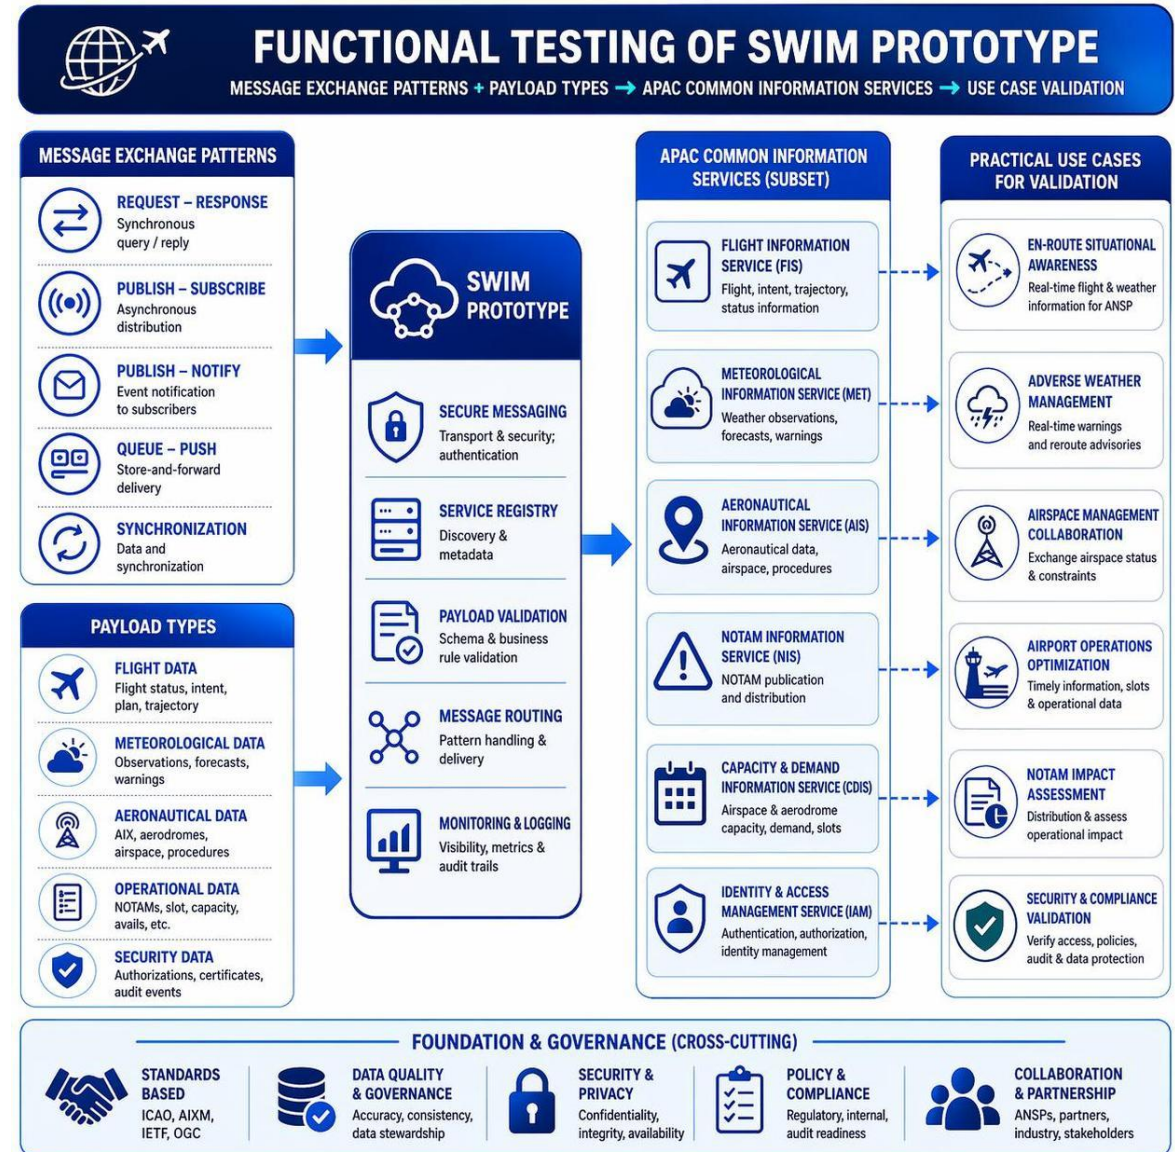 FUNCTIONAL TESTING OF SWIM PROTOTYPE
MESSAGE EXCHANGE PATTERNS + PAYLOAD TYPES → APAC COMMON INFORMATION SERVICES → USE CASE VALIDATION
MESSAGE EXCHANGE PATTERNS
REQUEST – RESPONSE
Synchronous
query / reply
PUBLISH – SUBSCRIBE
Asynchronous
distribution
PUBLISH – NOTIFY
Event notification
to subscribers
QUEUE – PUSH
Store-and-forward
delivery
SYNCHRONIZATION
Data and
synchronization
PAYLOAD TYPES
FLIGHT DATA
Flight status, intent,
plan, trajectory
METEOROLOGICAL DATA
Observations, forecasts,
warnings
AERONAUTICAL DATA
AIX, aerodromes,
airspace, procedures
OPERATIONAL DATA
NOTAMs, slot, capacity,
avails, etc.
SECURITY DATA
Authorizations, certificates,
audit events
SWIM
PROTOTYPE
SECURE MESSAGING
Transport & security;
authentication
SERVICE REGISTRY
Discovery &
metadata
PAYLOAD VALIDATION
Schema & business
rule validation
MESSAGE ROUTING
Pattern handling &
delivery
MONITORING & LOGGING
Visibility, metrics &
audit trails
APAC COMMON INFORMATION
SERVICES (SUBSET)
FLIGHT INFORMATION
SERVICE (FIS)
Flight, intent, trajectory,
status information
METEOROLOGICAL
INFORMATION SERVICE (MET)
Weather observations,
forecasts, warnings
AERONAUTICAL
INFORMATION SERVICE (AIS)
Aeronautical data,
airspace, procedures
NOTAM INFORMATION
SERVICE (NIS)
NOTAM publication
and distribution
CAPACITY & DEMAND
INFORMATION SERVICE (CDIS)
Airspace & aerodrome
capacity, demand, slots
IDENTITY & ACCESS
MANAGEMENT SERVICE (IAM)
Authentication, authorization,
identity management
PRACTICAL USE CASES
FOR VALIDATION
EN-ROUTE SITUATIONAL
AWARENESS
Real-time flight & weather
information for ANSP
ADVERSE WEATHER
MANAGEMENT
Real-time warnings
and reroute advisories
AIRSPACE MANAGEMENT
COLLABORATION
Exchange airspace status
& constraints
AIRPORT OPERATIONS
OPTIMIZATION
Timely information, slots
& operational data
NOTAM IMPACT
ASSESSMENT
Distribution & assess
operational impact
SECURITY & COMPLIANCE
VALIDATION
Verify access, policies,
audit & data protection
FOUNDATION & GOVERNANCE (CROSS-CUTTING)
STANDARDS
BASED
ICAO, AIXM,
IETF, OGC
DATA QUALITY
& GOVERNANCE
Accuracy, consistency,
data stewardship
SECURITY &
PRIVACY
Confidentiality,
integrity, availability
POLICY &
COMPLIANCE
Regulatory, internal,
audit readiness
COLLABORATION
& PARTNERSHIP
ANSPs, partners,
industry, stakeholders